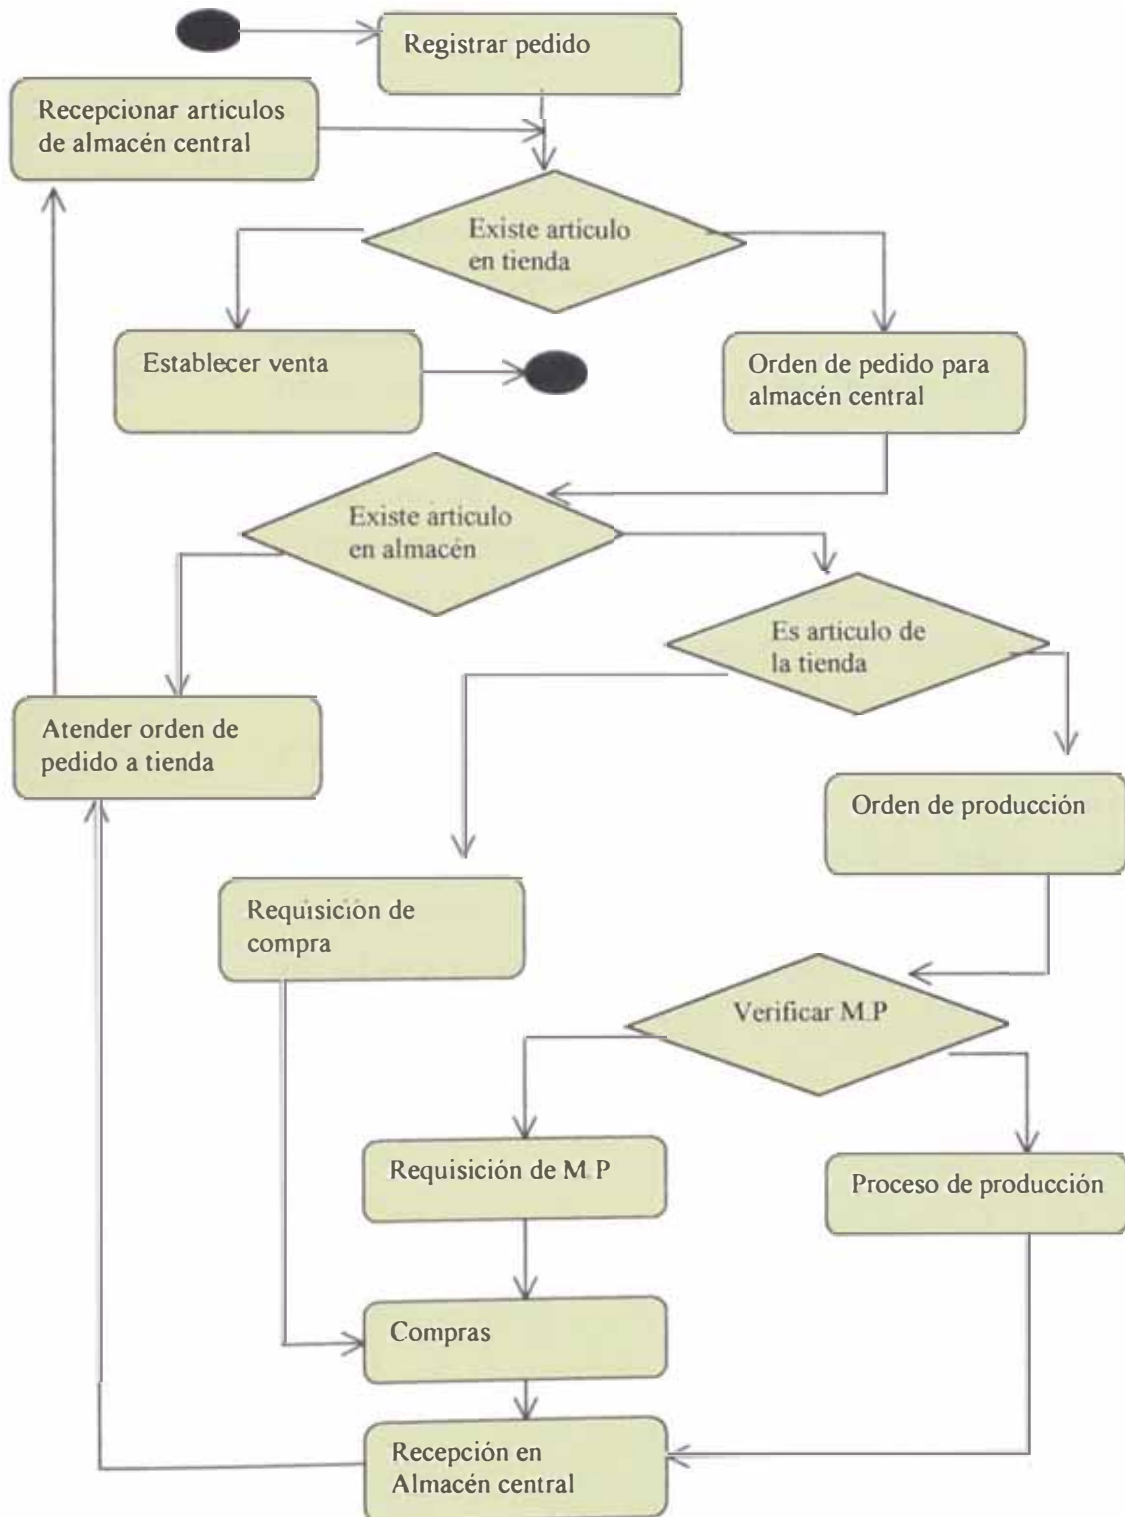 Registrar pedido
Recepcionar articulos
de almacén central
Existe articulo
en tienda
Establecer venta
Orden de pedido para
almacén central
Existe articulo
en almacén
Es articulo de
la tienda
Atender orden de
pedido a tienda
Orden de producción
Requisición de
compra
Verificar M.P
Requisición de M.P
Proceso de producción
Compras
Recepción en
Almacén central